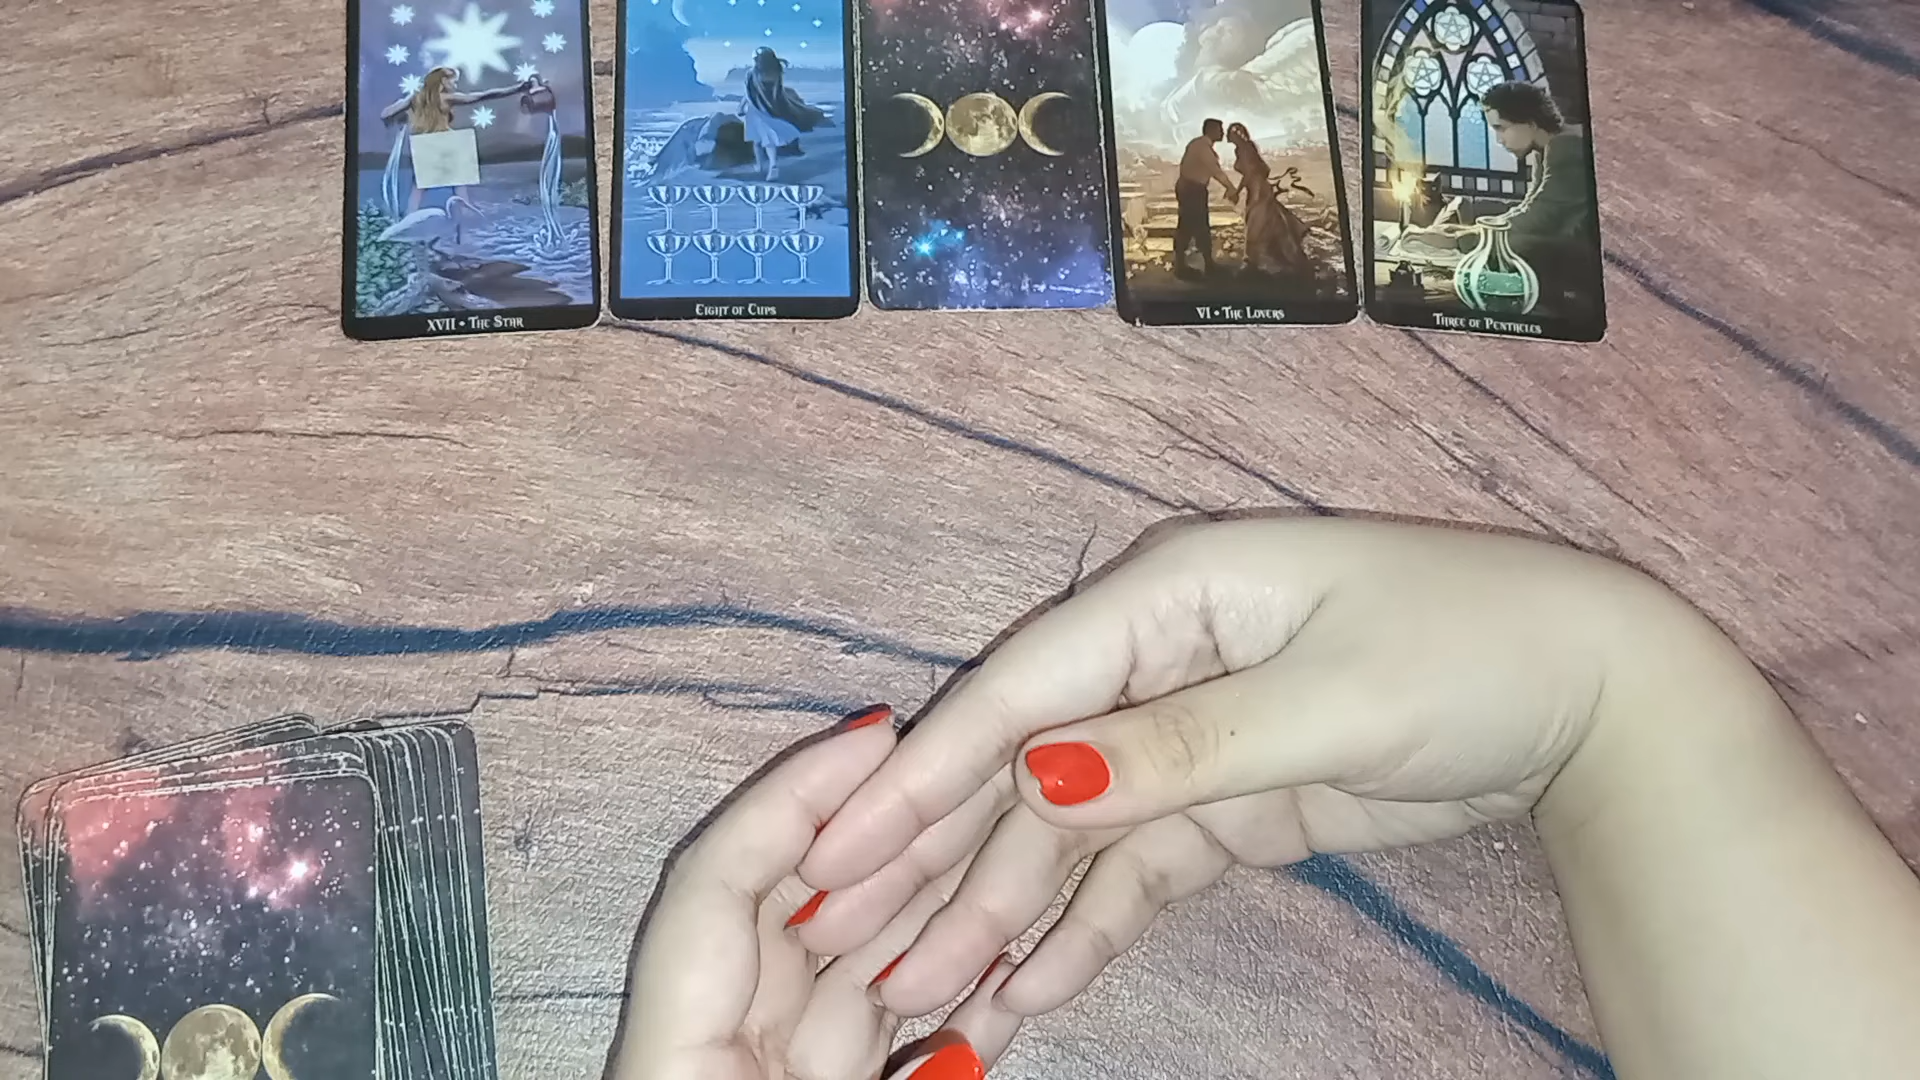 XVII • The Star
Eight of Cups
VI • The Lovers
Three of Pentacles